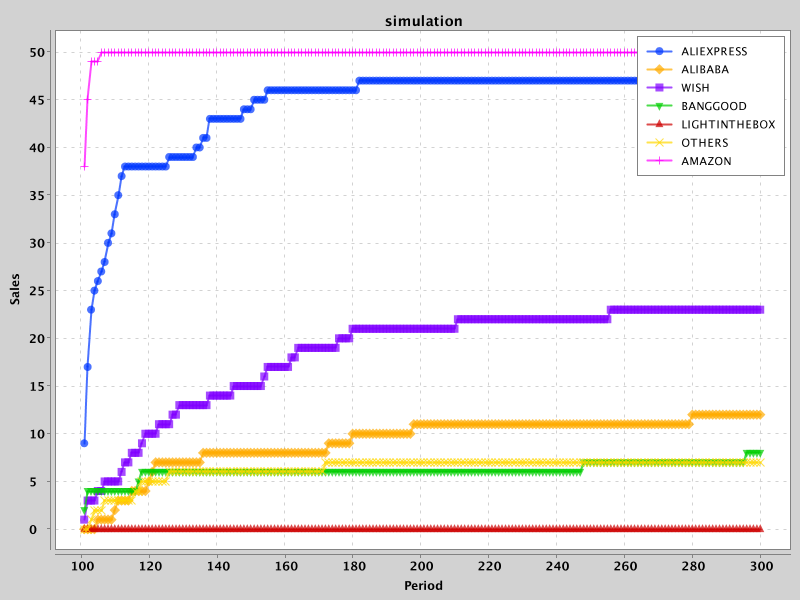 simulation
ALIEXPRESS
ALIBABA
WISH
BANGGOOD
LIGHTINTHEBOX
OTHERS
AMAZON
Sales
50
45
40
35
30
25
20
15
10
5
0
100 120 140 160 180 200 220 240 260 280 300
Period